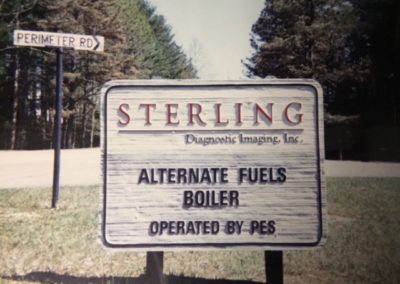 PERIMETER RD
STERLING
Diagnostic Imaging, Inc.
ALTERNATE FUELS
BOILER
OPERATED BY PES